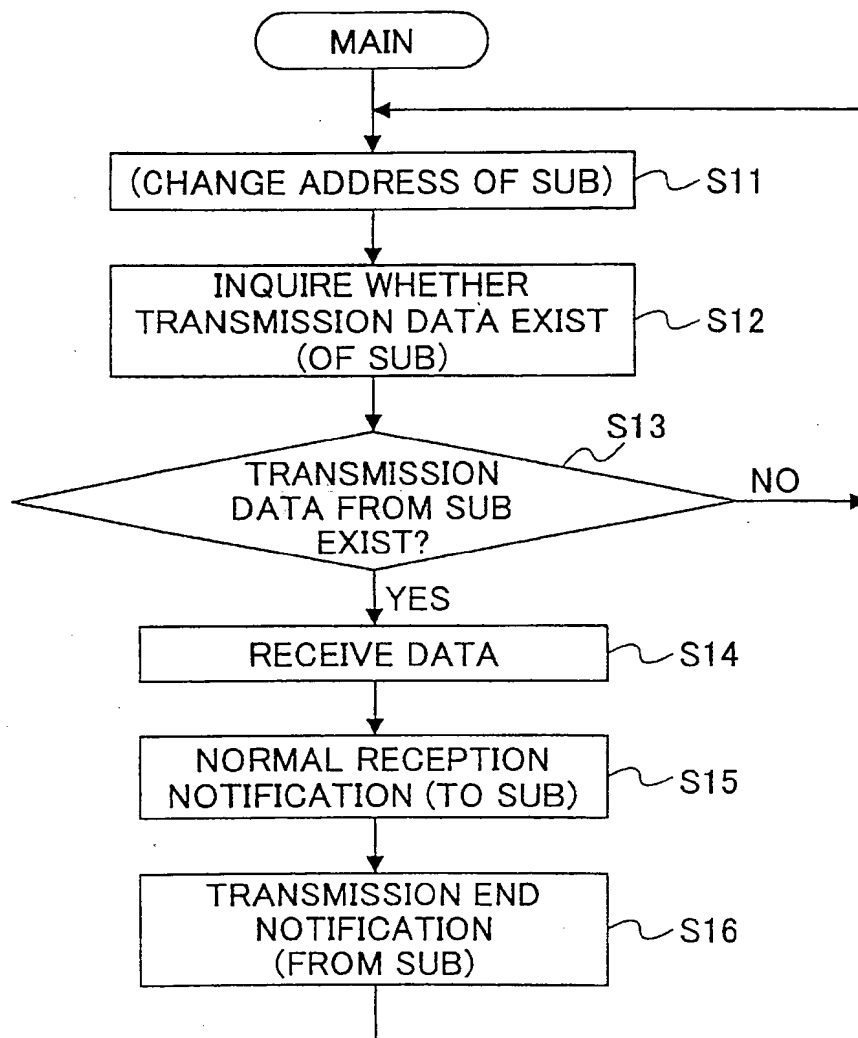 MAIN
(CHANGE ADDRESS OF SUB)
S11
INQUIRE WHETHER
TRANSMISSION DATA EXIST
(OF SUB)
S12
S13
TRANSMISSION
DATA FROM SUB
EXIST?
NO
YES
RECEIVE DATA
S14
NORMAL RECEPTION
NOTIFICATION (TO SUB)
S15
TRANSMISSION END
NOTIFICATION
(FROM SUB)
S16